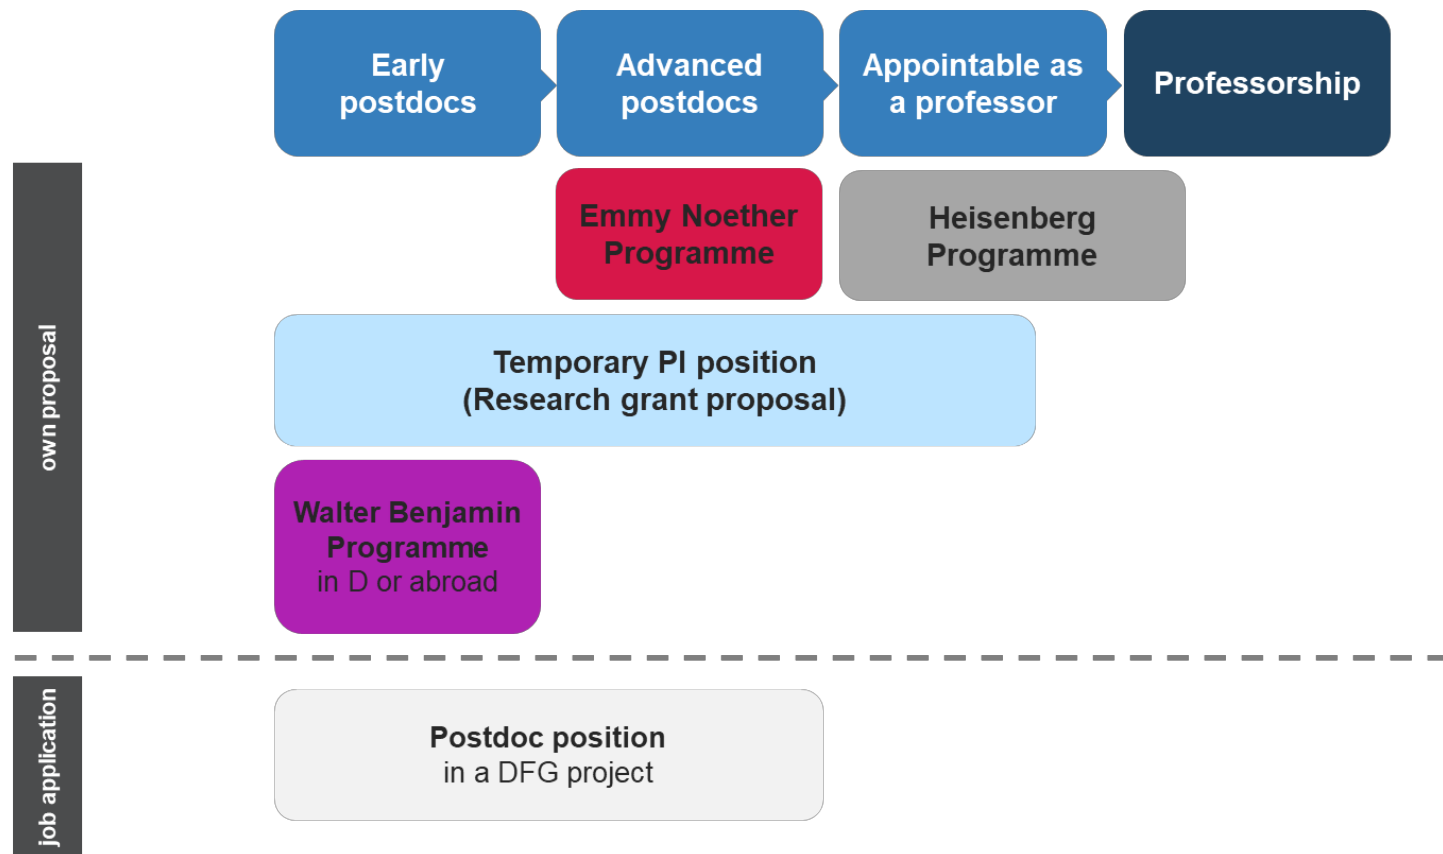 Early
postdocs
Advanced
postdocs
Appointable as
a professor
Professorship
own proposal
Emmy Noether
Programme
Heisenberg
Programme
Temporary PI position
(Research grant proposal)
Walter Benjamin
Programme
in D or abroad
job application
Postdoc position
in a DFG project